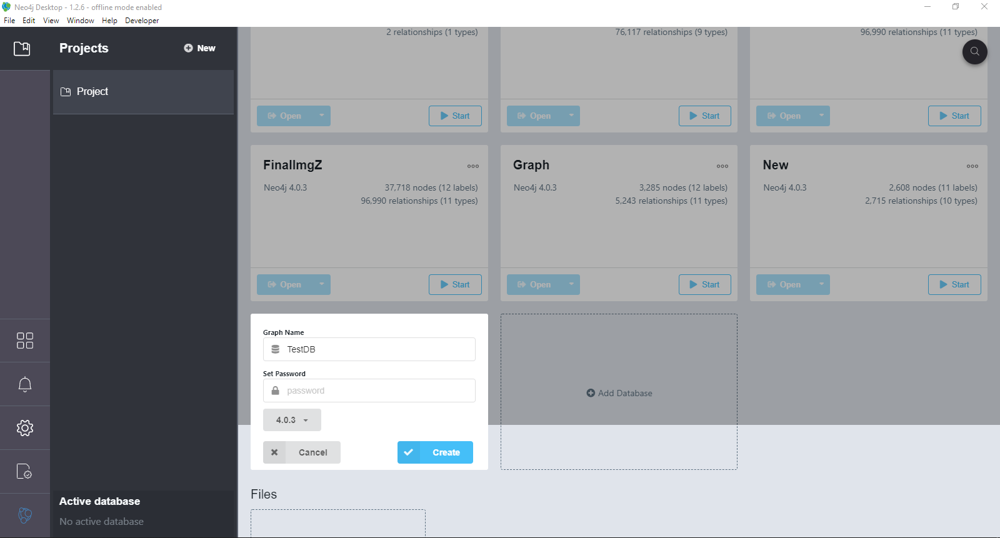 Neo4j Desktop - 1.2.6 - offline mode enabled
File Edit View Window Help Developer
Projects
New
Project
2 relationships (1 types)
76,117 relationships (9 types)
96,990 relationships (11 types)
Open Start
Open Start
Open Start
FinalImgZ
Neo4j 4.0.3 37,718 nodes (12 labels)
96,990 relationships (11 types)
Open Start
Graph
Neo4j 4.0.3 3,285 nodes (12 labels)
5,243 relationships (11 types)
Open Start
New
Neo4j 4.0.3 2,608 nodes (11 labels)
2,715 relationships (10 types)
Open Start
Graph Name
TestDB
Set Password
password
4.0.3
Cancel Create
Add Database
Files
Active database
No active database